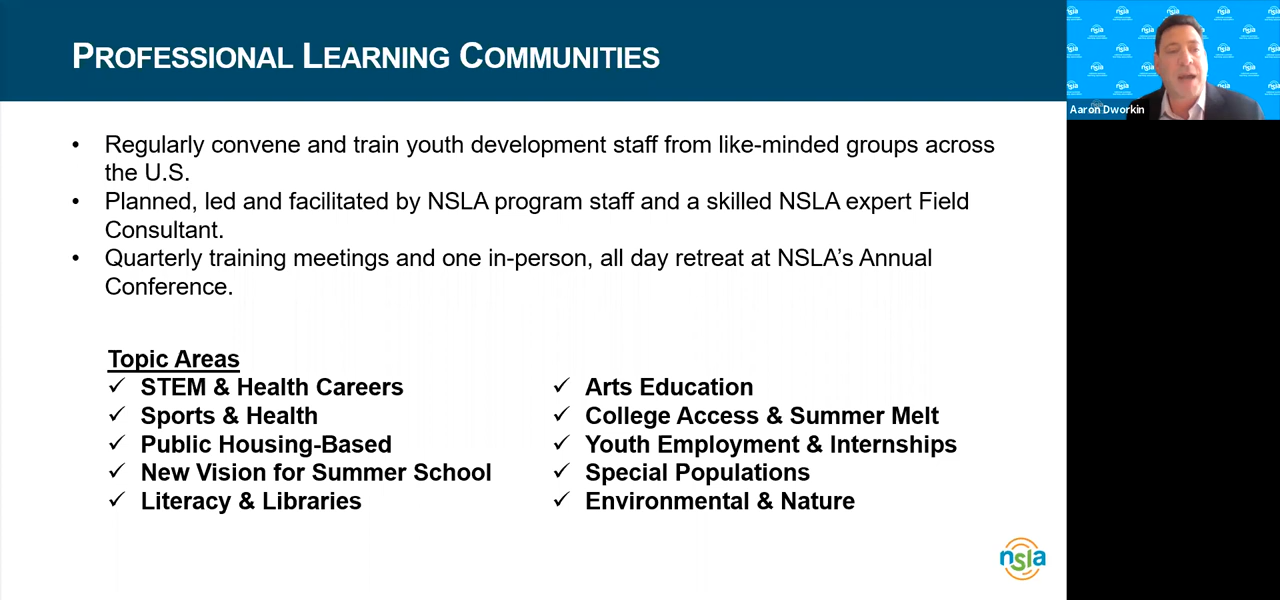 PROFESSIONAL LEARNING COMMUNITIES
• Regularly convene and train youth development staff from like-minded groups across
the U.S.
• Planned, led and facilitated by NSLA program staff and a skilled NSLA expert Field
Consultant.
• Quarterly training meetings and one in-person, all day retreat at NSLA's Annual
Conference.
Topic Areas
✓ STEM & Health Careers
✓ Sports & Health
✓ Public Housing-Based
✓ New Vision for Summer School
✓ Literacy & Libraries
✓ Arts Education
✓ College Access & Summer Melt
✓ Youth Employment & Internships
✓ Special Populations
✓ Environmental & Nature
nsla
nsla
Aaron Dworkin